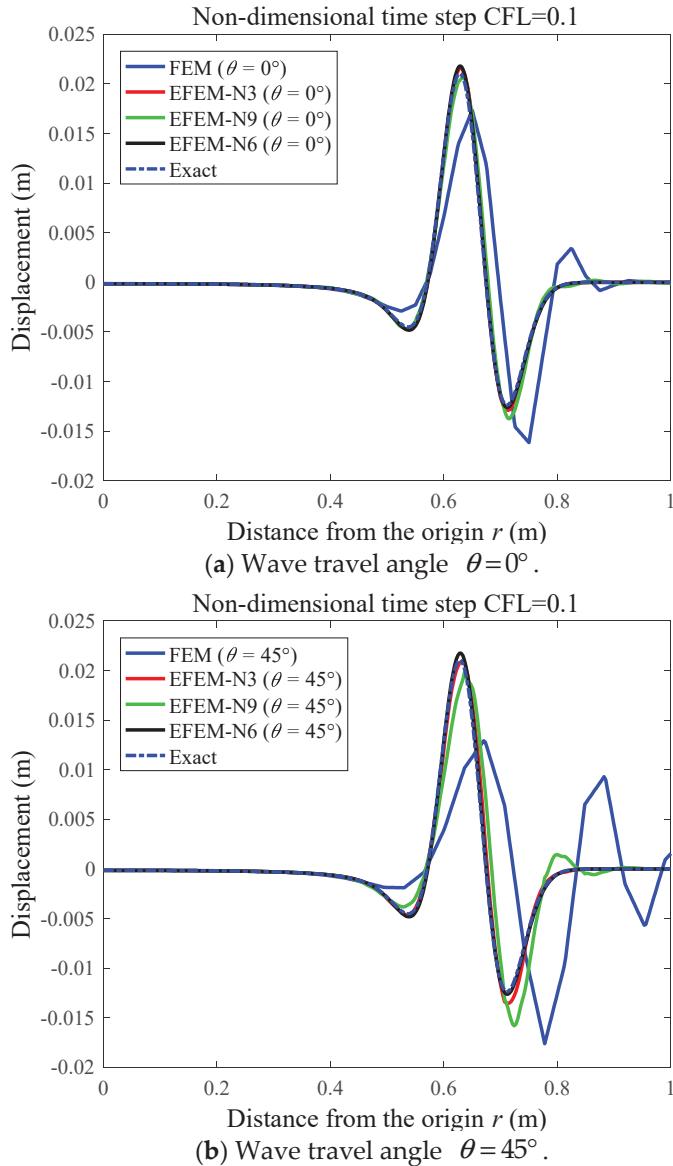 Non-dimensional time step CFL=0.1
0.025
FEM (θ = 0°)
0.02
EFEM-N3 (θ = 0°)
EFEM-N9 (θ = 0°)
0.015
EFEM-N6 (θ = 0°)
Exact
0.01
0.005
0
-0.005
-0.01
-0.015
-0.02
Displacement (m)
0 0.2 0.4 0.6 0.8 1
Distance from the origin r (m)
(a) Wave travel angle θ=0°.
Non-dimensional time step CFL=0.1
0.025
FEM (θ = 45°)
0.02
EFEM-N3 (θ = 45°)
EFEM-N9 (θ = 45°)
0.015
EFEM-N6 (θ = 45°)
Exact
0.01
0.005
0
-0.005
-0.01
-0.015
-0.02
Displacement (m)
0 0.2 0.4 0.6 0.8 1
Distance from the origin r (m)
(b) Wave travel angle θ=45°.